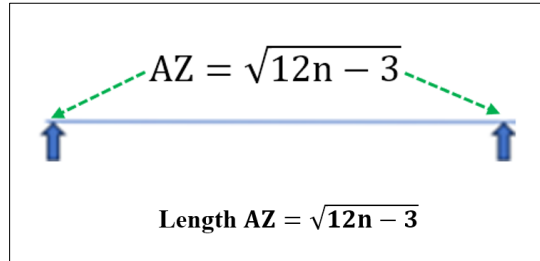 AZ = √(12n − 3)
Length AZ = √(12n − 3)